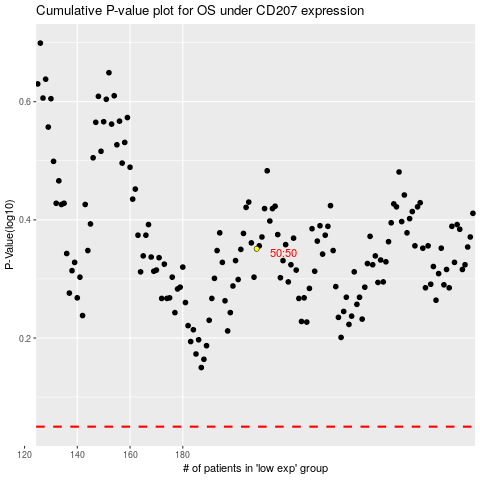 Cumulative P-value plot for OS under CD207 expression
P-Value(log10)
0.6
0.4
0.2
50:50
120 140 160 180
# of patients in 'low exp' group